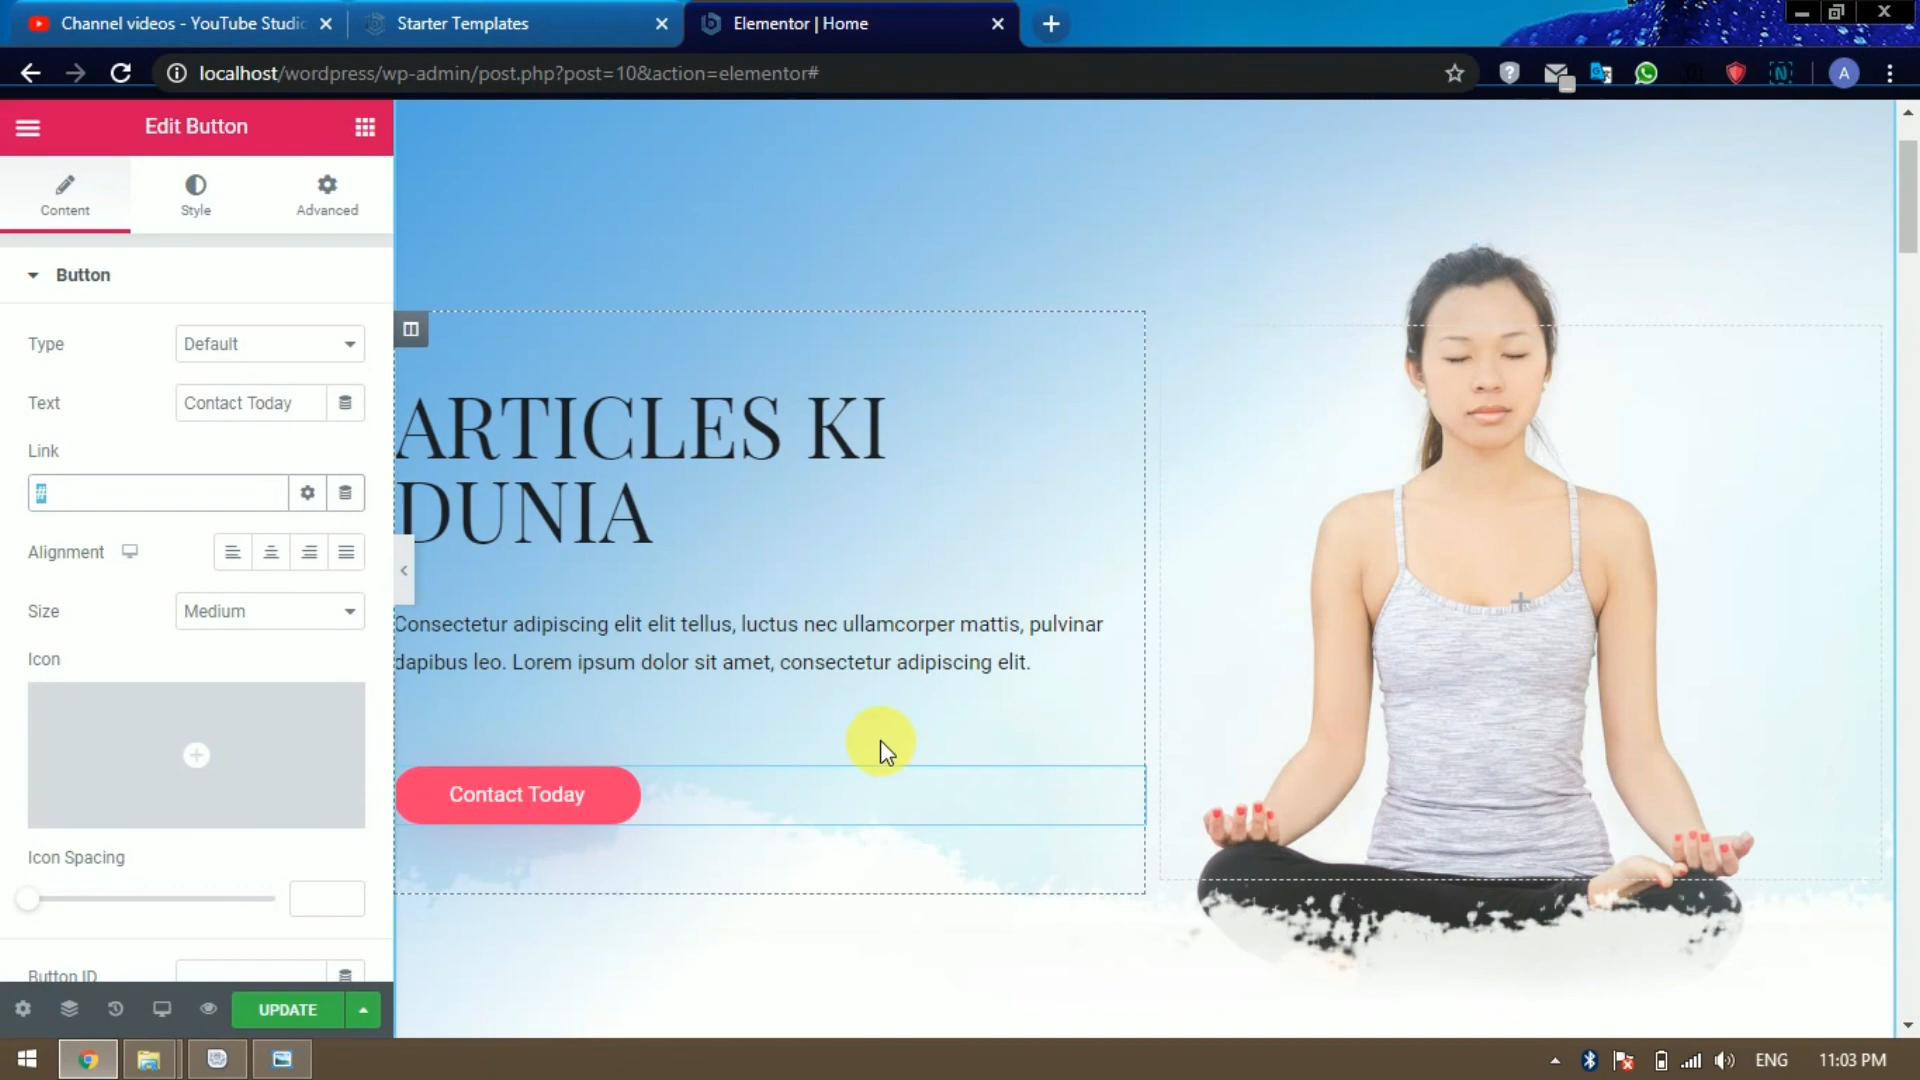 Channel videos - YouTube Studio
Starter Templates
Elementor | Home
localhost/wordpress/wp-admin/post.php?post=10&action=elementor#
A
Edit Button
Content
Style
Advanced
Button
Type
Default
Text
Contact Today
Link
#
Alignment
Size
Medium
Icon
Icon Spacing
Button ID
UPDATE
ARTICLES KI
DUNIA
Consectetur adipiscing elit elit tellus, luctus nec ullamcorper mattis, pulvinar
dapibus leo. Lorem ipsum dolor sit amet, consectetur adipiscing elit.
Contact Today
ENG
11:03 PM